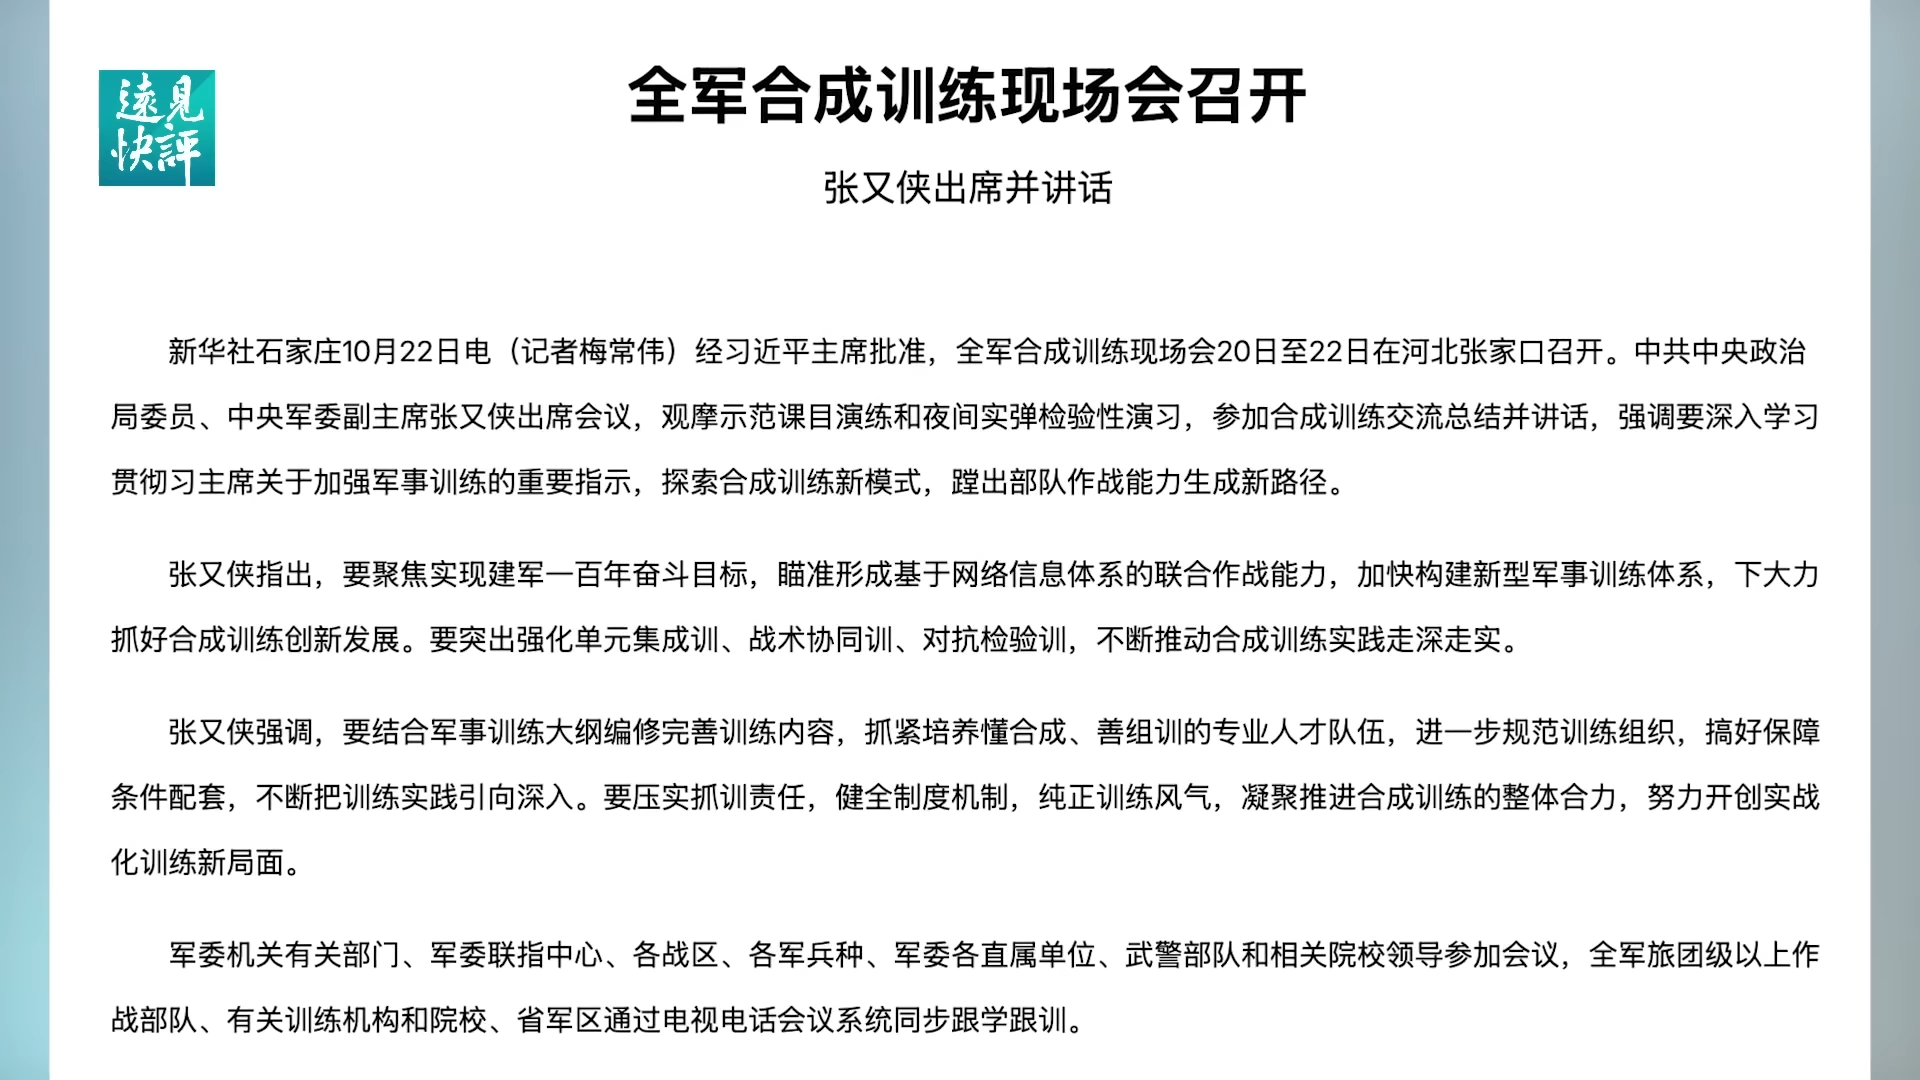 遠見
快評
全军合成训练现场会召开
张又侠出席并讲话
新华社石家庄10月22日电（记者梅常伟）经习近平主席批准，全军合成训练现场会20日至22日在河北张家口召开。中共中央政治
局委员、中央军委副主席张又侠出席会议，观摩示范课目演练和夜间实弹检验性演习，参加合成训练交流总结并讲话，强调要深入学习
贯彻习主席关于加强军事训练的重要指示，探索合成训练新模式，蹚出部队作战能力生成新路径。
张又侠指出，要聚焦实现建军一百年奋斗目标，瞄准形成基于网络信息体系的联合作战能力，加快构建新型军事训练体系，下大力
抓好合成训练创新发展。要突出强化单元集成训、战术协同训、对抗检验训，不断推动合成训练实践走深走实。
张又侠强调，要结合军事训练大纲编修完善训练内容，抓紧培养懂合成、善组训的专业人才队伍，进一步规范训练组织，搞好保障
条件配套，不断把训练实践引向深入。要压实抓训责任，健全制度机制，纯正训练风气，凝聚推进合成训练的整体合力，努力开创实战
化训练新局面。
军委机关有关部门、军委联指中心、各战区、各军兵种、军委各直属单位、武警部队和相关院校领导参加会议，全军旅团级以上作
战部队、有关训练机构和院校、省军区通过电视电话会议系统同步跟学跟训。